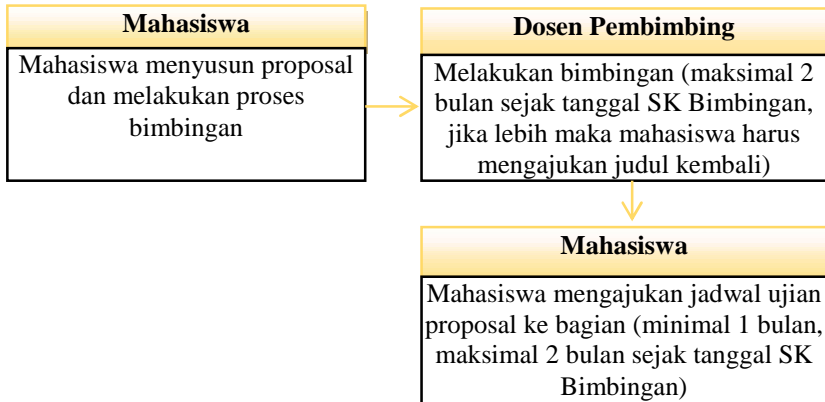 Mahasiswa
Mahasiswa menyusun proposal
dan melakukan proses
bimbingan
Dosen Pembimbing
Melakukan bimbingan (maksimal 2
bulan sejak tanggal SK Bimbingan,
jika lebih maka mahasiswa harus
mengajukan judul kembali)
Mahasiswa
Mahasiswa mengajukan jadwal ujian
proposal ke bagian (minimal 1 bulan,
maksimal 2 bulan sejak tanggal SK
Bimbingan)